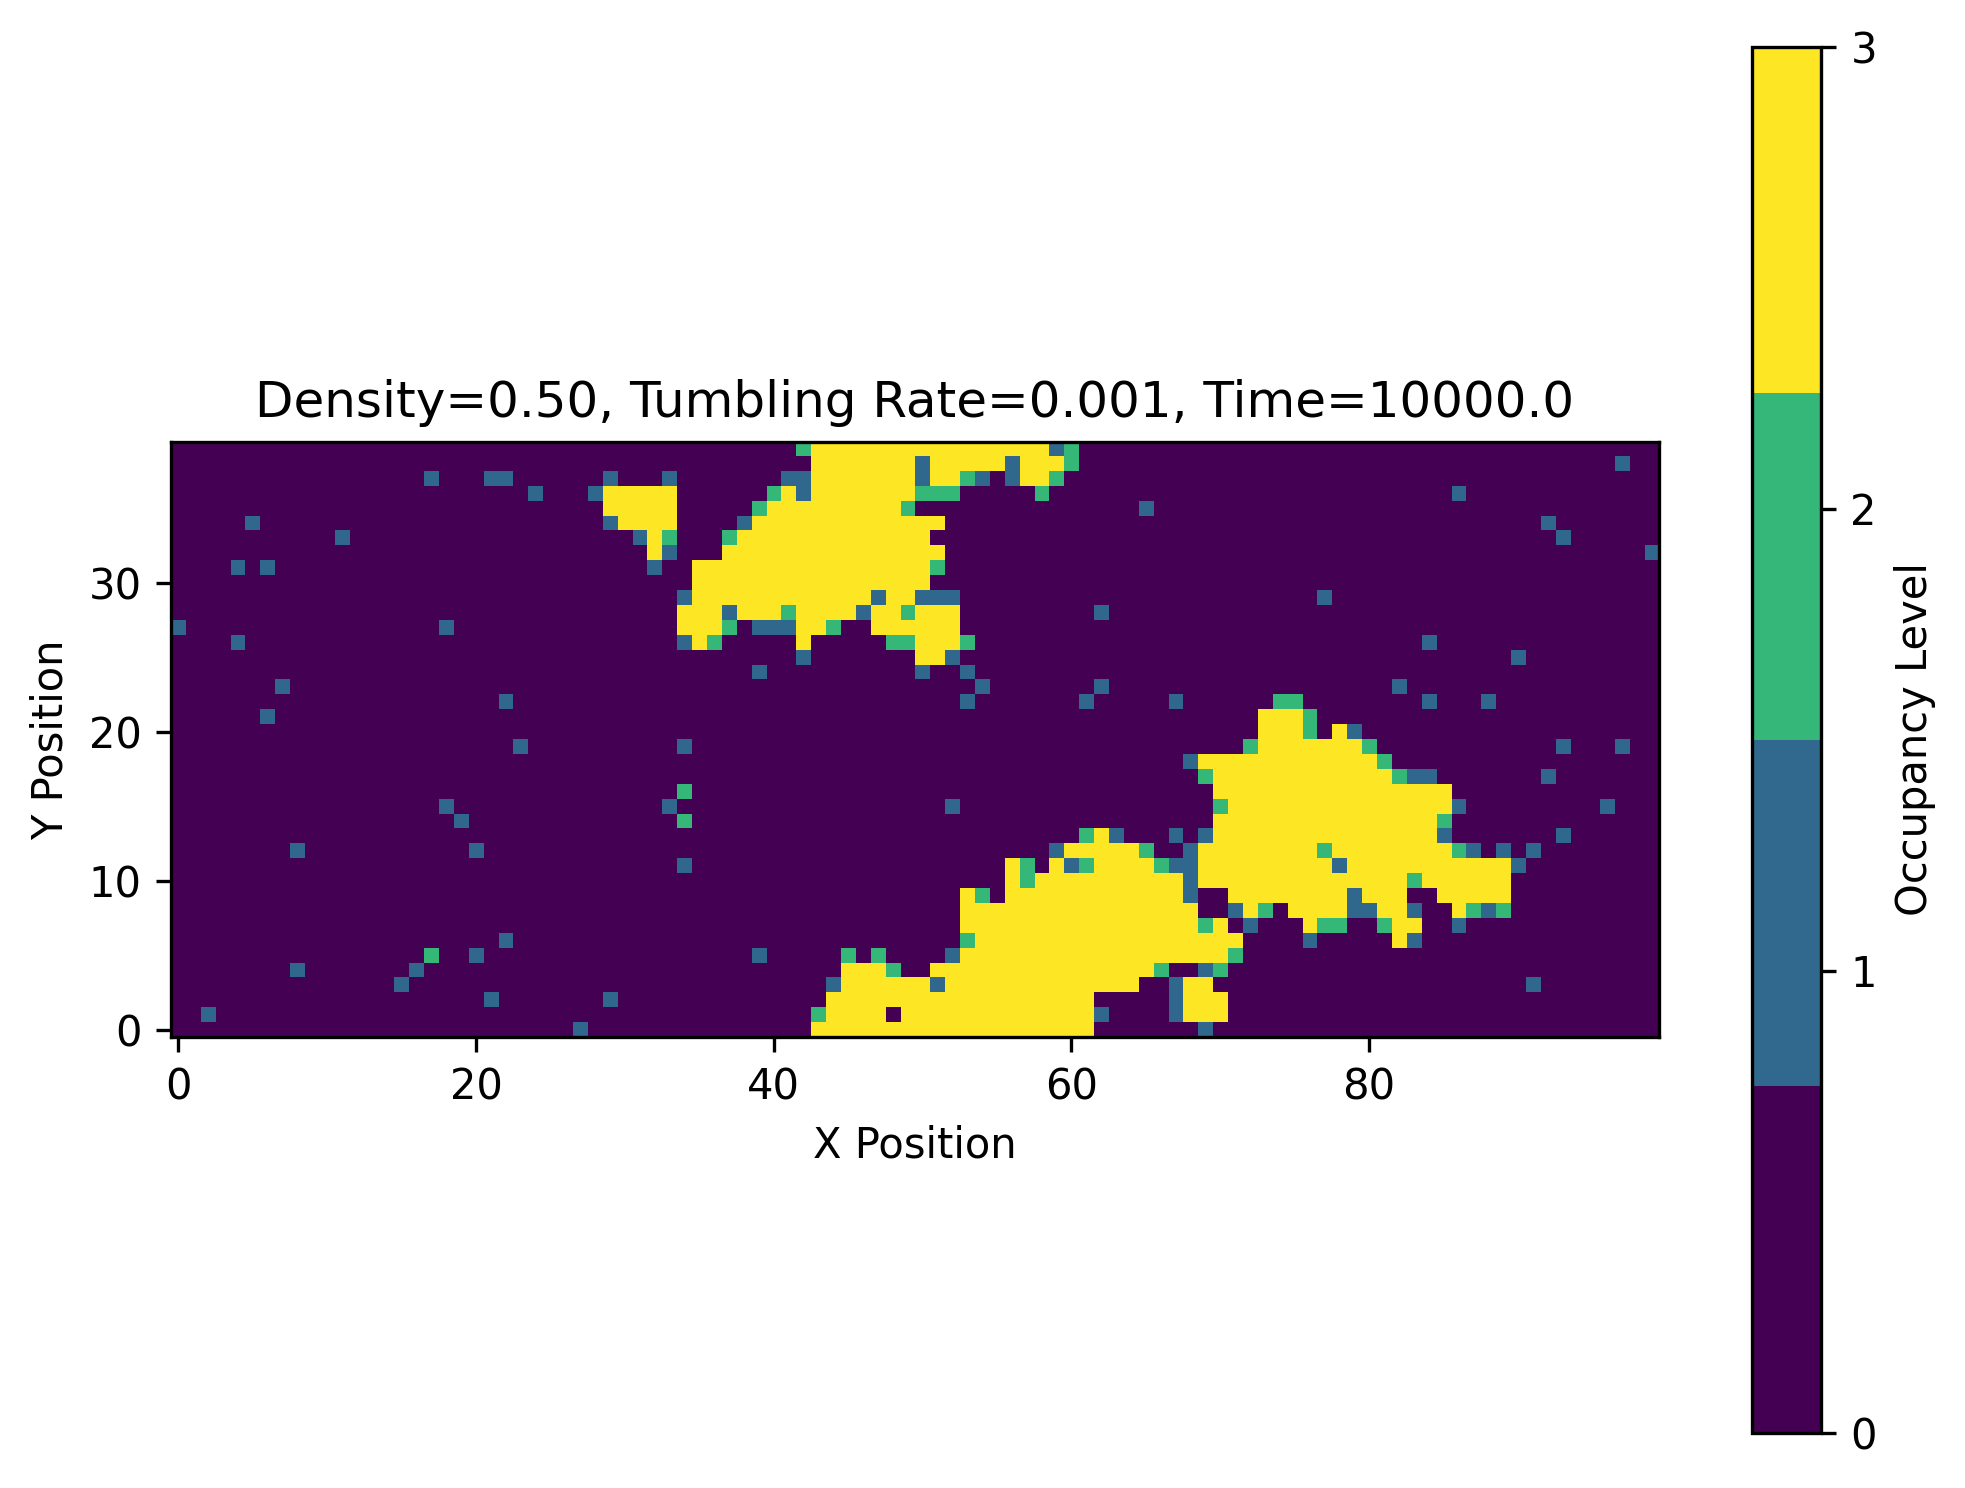 Density=0.50, Tumbling Rate=0.001, Time=10000.0
30
20
10
0
Y Position
0 20 40 60 80
X Position
3
2
1
0
Occupancy Level